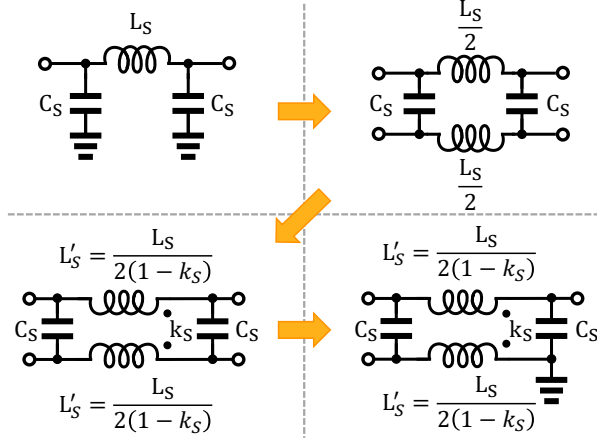 L_S
C_S
C_S
L_S/2
C_S
C_S
L_S/2
L'_S = L_S/2(1 − k_S)
C_S
k_S
C_S
L'_S = L_S/2(1 − k_S)
L'_S = L_S/2(1 − k_S)
C_S
k_S
C_S
L'_S = L_S/2(1 − k_S)